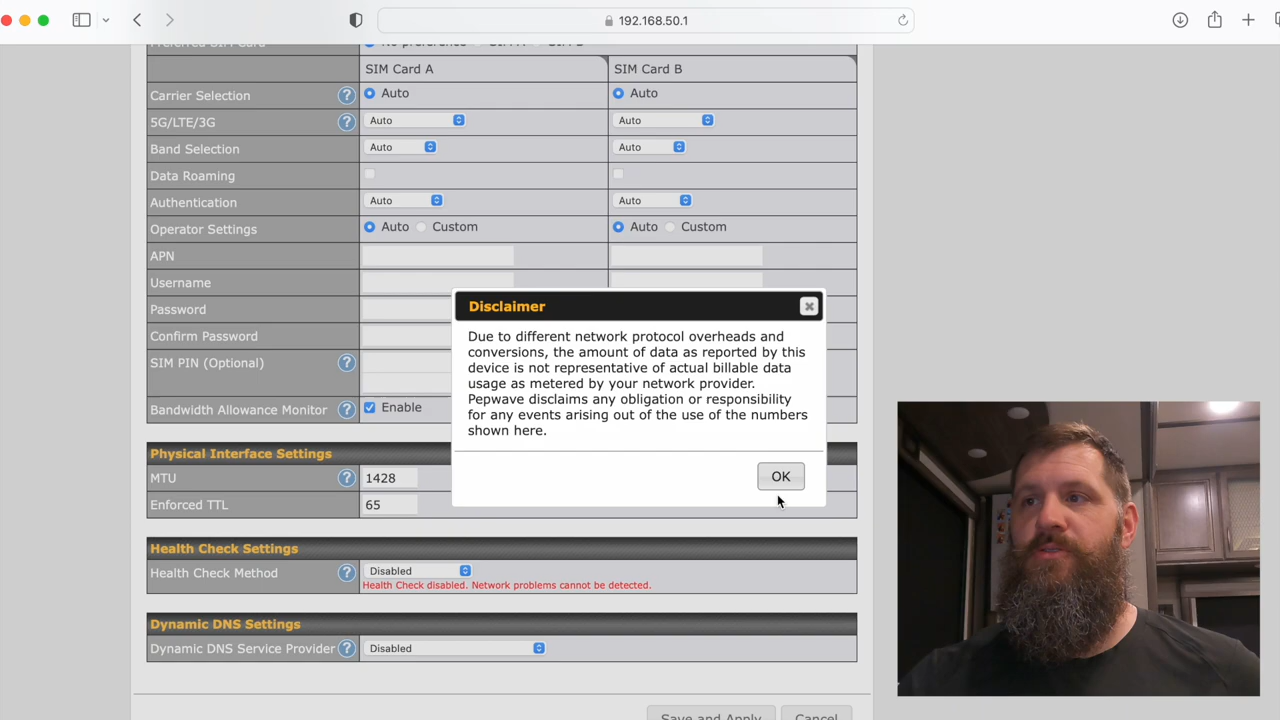 192.168.50.1
SIM Card A SIM Card B
Carrier Selection ? Auto Auto
5G/LTE/3G ? Auto Auto
Band Selection Auto Auto
Data Roaming
Authentication Auto Auto
Operator Settings Auto Custom Auto Custom
APN
Username
Password
Confirm Password
SIM PIN (Optional) ?
Bandwidth Allowance Monitor ? Enable
Disclaimer
Due to different network protocol overheads and
conversions, the amount of data as reported by this
device is not representative of actual billable data
usage as metered by your network provider.
Pepwave disclaims any obligation or responsibility
for any events arising out of the use of the numbers
shown here.
OK
Physical Interface Settings
MTU ? 1428
Enforced TTL 65
Health Check Settings
Health Check Method ? Disabled
Health Check disabled. Network problems cannot be detected.
Dynamic DNS Settings
Dynamic DNS Service Provider ? Disabled
Save and Apply Cancel